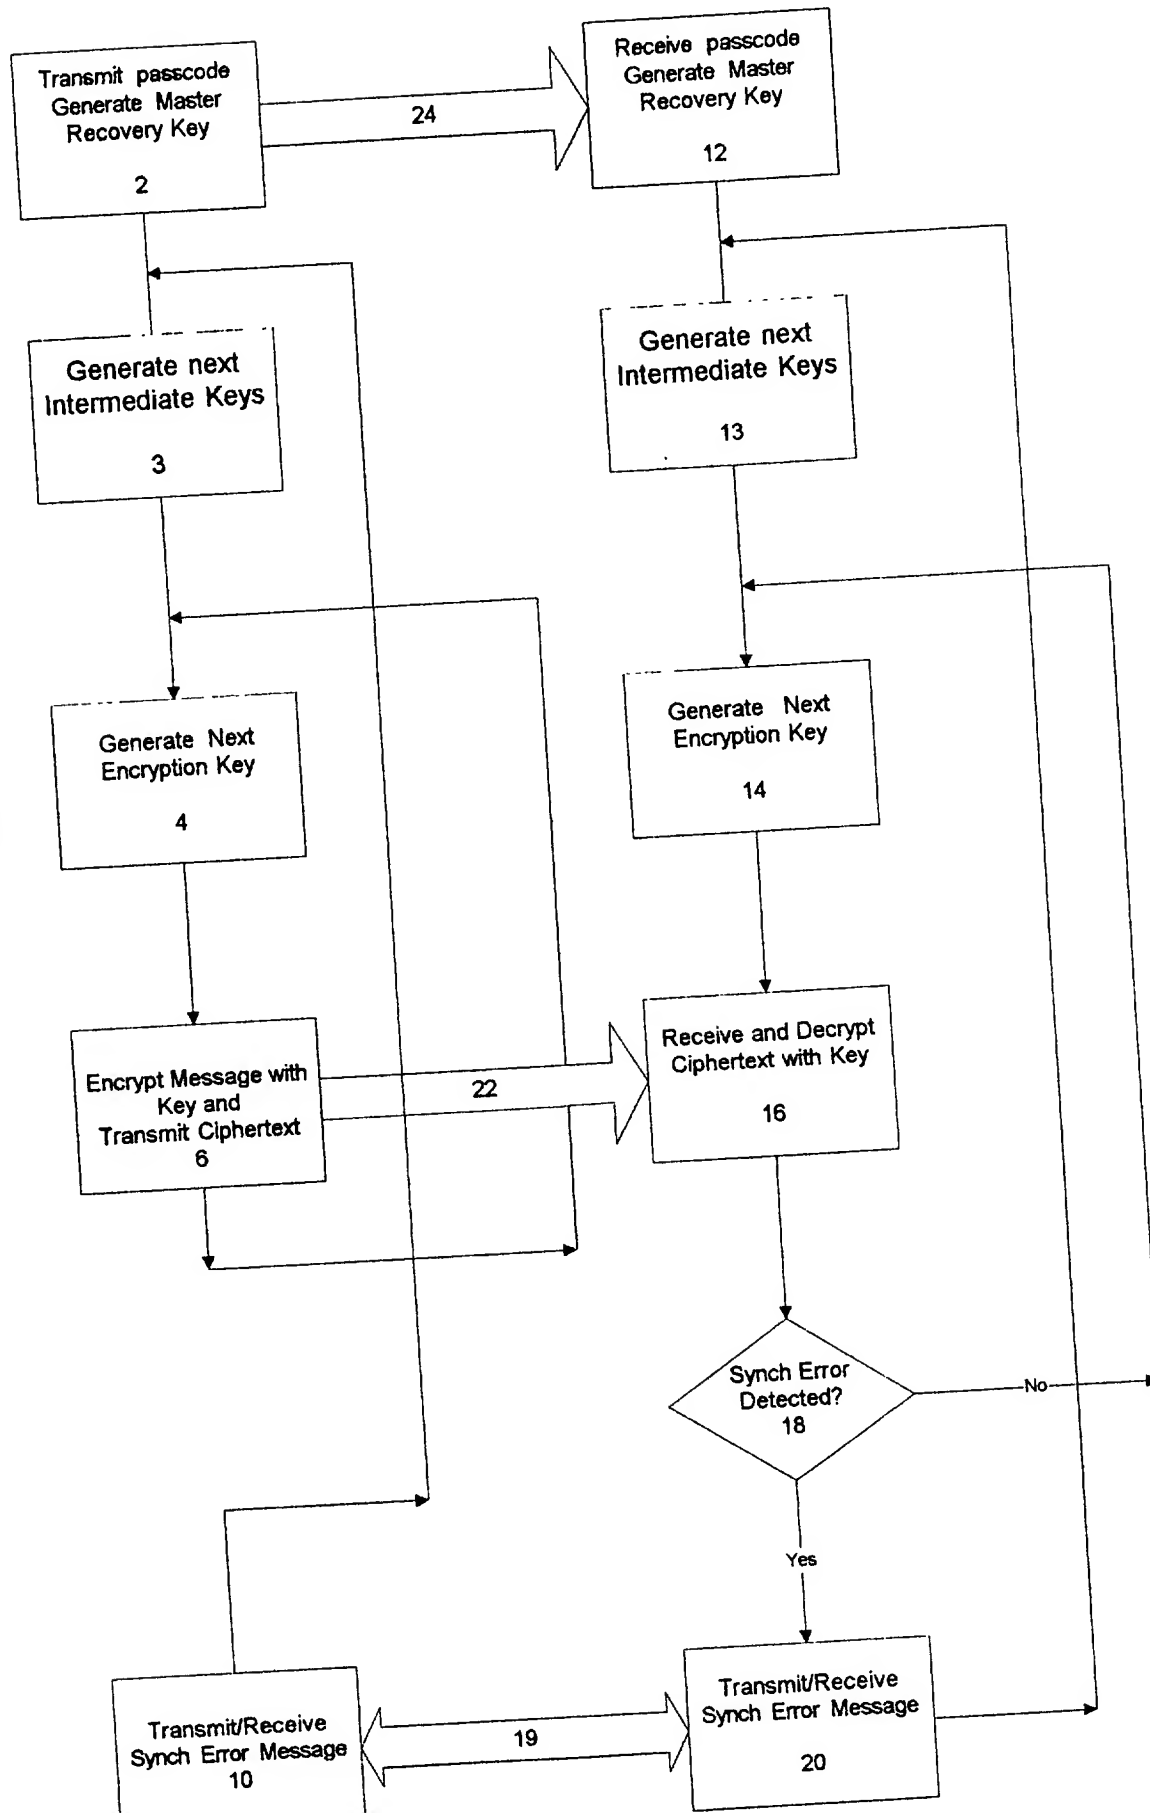 Transmit passcode
Generate Master
Recovery Key
2
24
Receive passcode
Generate Master
Recovery Key
12
Generate next
Intermediate Keys
3
Generate next
Intermediate Keys
13
Generate Next
Encryption Key
4
Generate Next
Encryption Key
14
Encrypt Message with
Key and
Transmit Ciphertext
6
22
Receive and Decrypt
Ciphertext with Key
16
Synch Error
Detected?
18
No
Yes
Transmit/Receive
Synch Error Message
10
19
Transmit/Receive
Synch Error Message
20